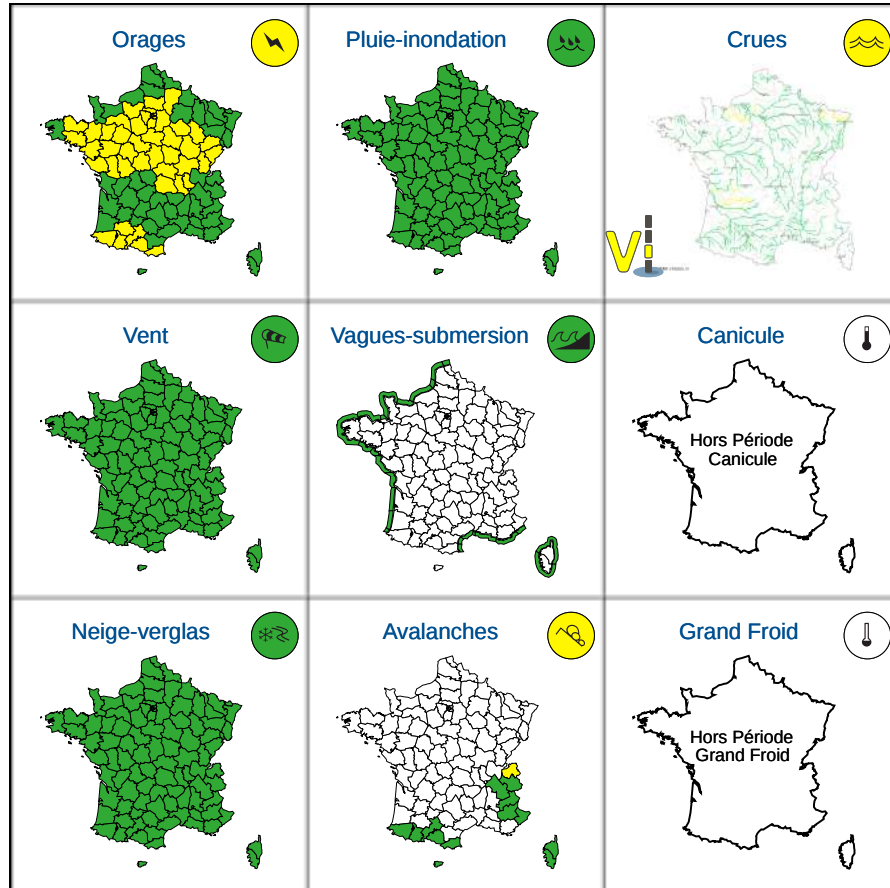 Orages
Pluie-inondation
Crues
Vi
Vent
Vagues-submersion
Canicule
Hors Période
Canicule
Neige-verglas
Avalanches
Grand Froid
Hors Période
Grand Froid